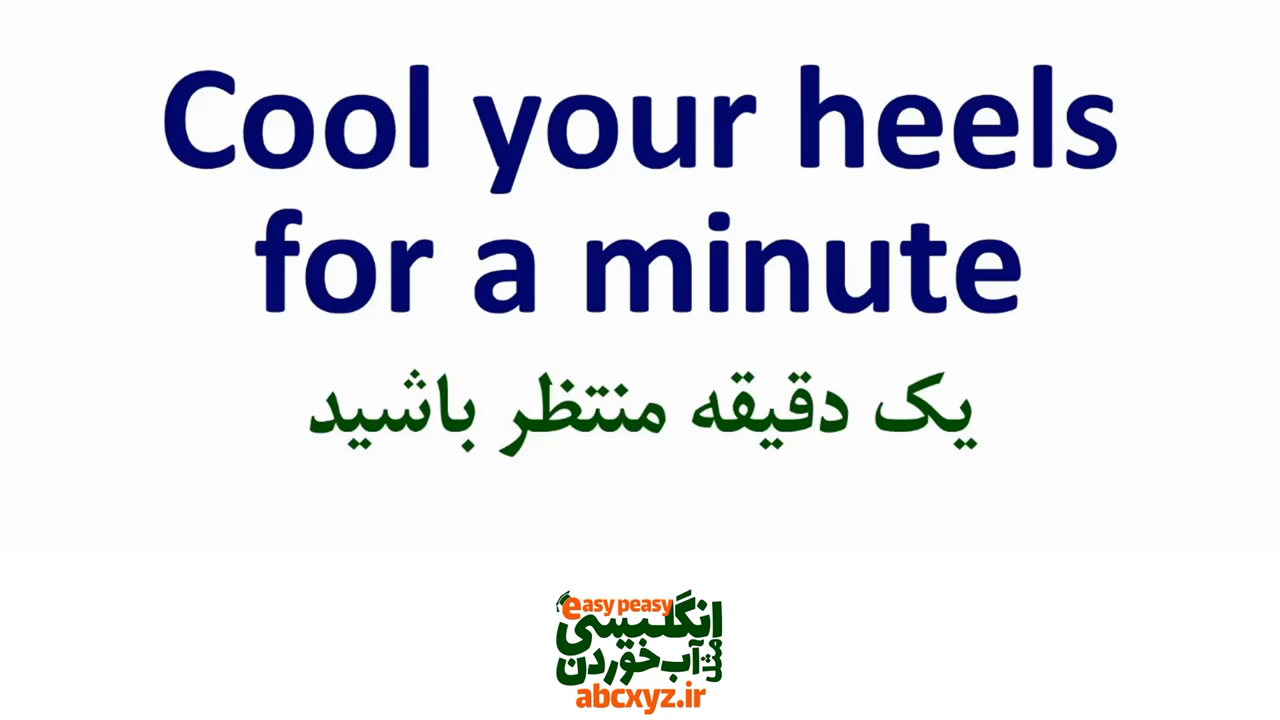 Cool your heels
for a minute
یک دقیقه منتظر باشید
easy peasy
انگلیسی
مثل آب خوردن
abcxyz.ir